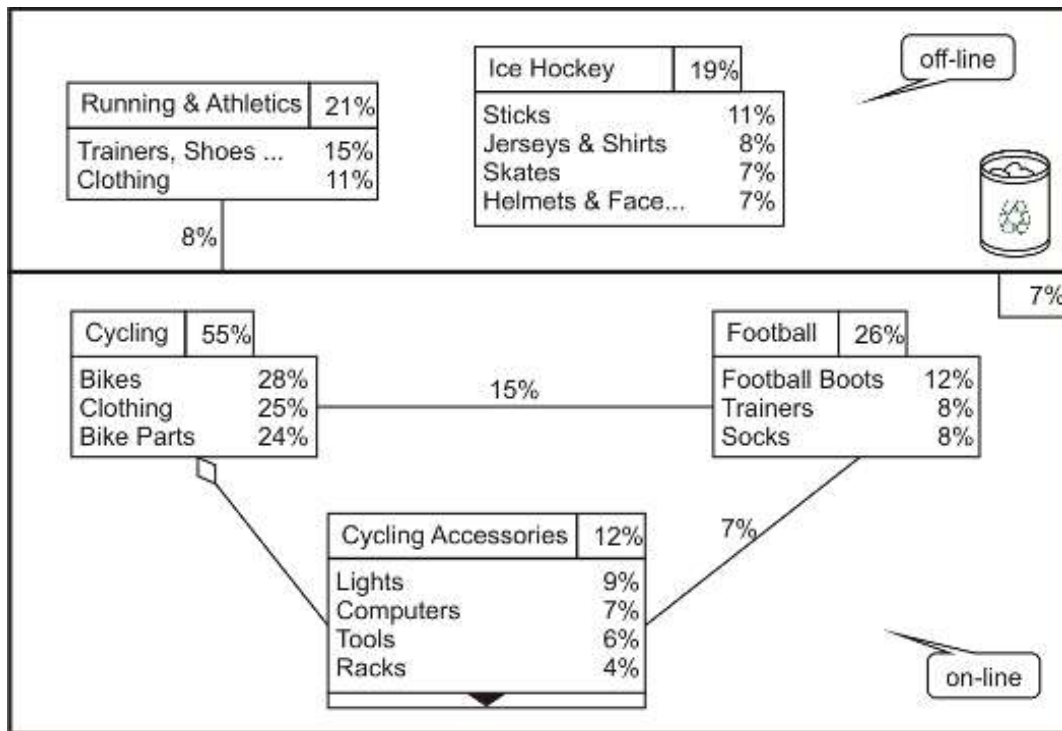 off-line
Ice Hockey 19%
Sticks 11%
Jerseys & Shirts 8%
Skates 7%
Helmets & Face... 7%
Running & Athletics 21%
Trainers, Shoes ... 15%
Clothing 11%
8%
7%
Cycling 55%
Bikes 28%
Clothing 25%
Bike Parts 24%
15%
Football 26%
Football Boots 12%
Trainers 8%
Socks 8%
7%
Cycling Accessories 12%
Lights 9%
Computers 7%
Tools 6%
Racks 4%
on-line